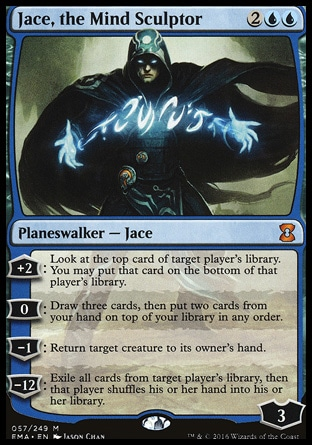 Jace, the Mind Sculptor 2
Planeswalker — Jace
+2 : Look at the top card of target player's library.
You may put that card on the bottom of that
player's library.
0 : Draw three cards, then put two cards from
your hand on top of your library in any order.
-1 : Return target creature to its owner's hand.
-12 : Exile all cards from target player's library, then
that player shuffles his or her hand into his or
her library.
3
057/249 M
EMA • EN Jason Chan
™ & © 2016 Wizards of the Coast